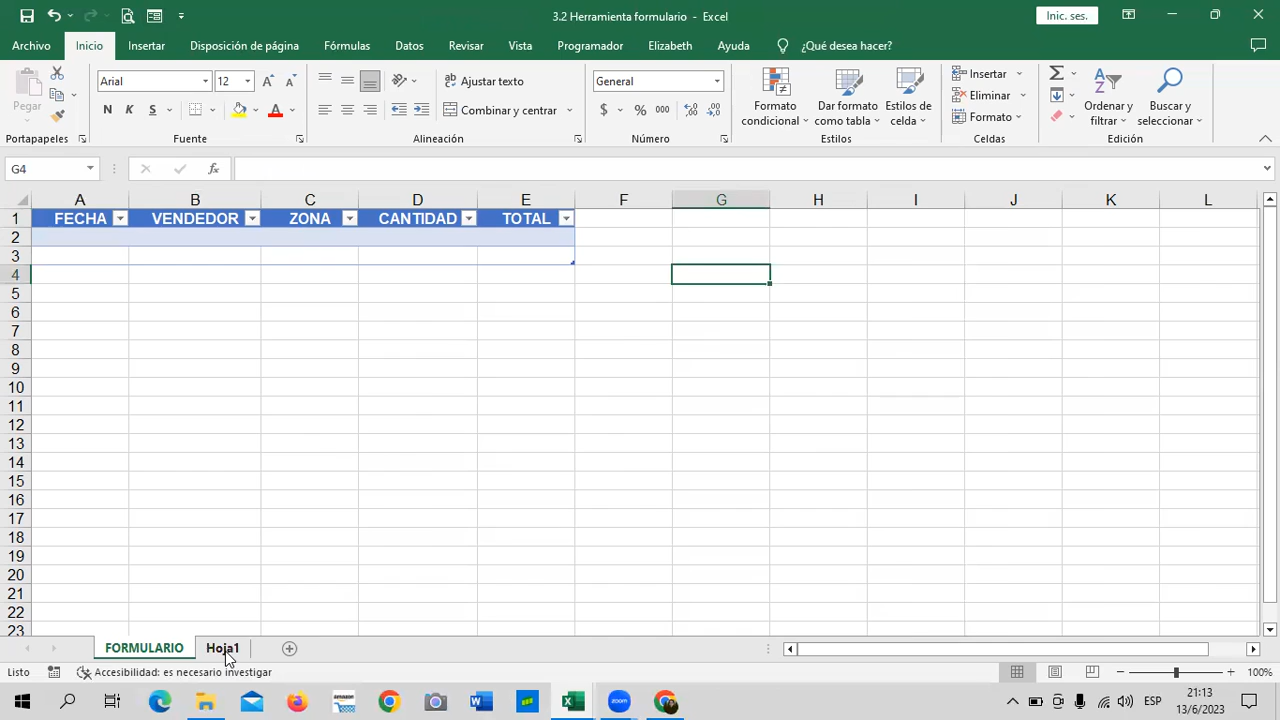 3.2 Herramienta formulario - Excel
Inic. ses.
Archivo Inicio Insertar Disposición de página Fórmulas Datos Revisar Vista Programador Elizabeth Ayuda ¿Qué desea hacer?
Pegar
Arial 12
N K S
Ajustar texto
Combinar y centrar
General
$ % 000
Formato condicional
Dar formato como tabla
Estilos de celda
Insertar
Eliminar
Formato
Ordenar y filtrar
Buscar y seleccionar
Portapapeles Fuente Alineación Número Estilos Celdas Edición
G4 fx
A B C D E F G H I J K L
1 FECHA VENDEDOR ZONA CANTIDAD TOTAL
2
3
4
5
6
7
8
9
10
11
12
13
14
15
16
17
18
19
20
21
22
23
FORMULARIO Hoja1
Listo Accesibilidad: es necesario investigar 100%
ESP
21:13
13/6/2023